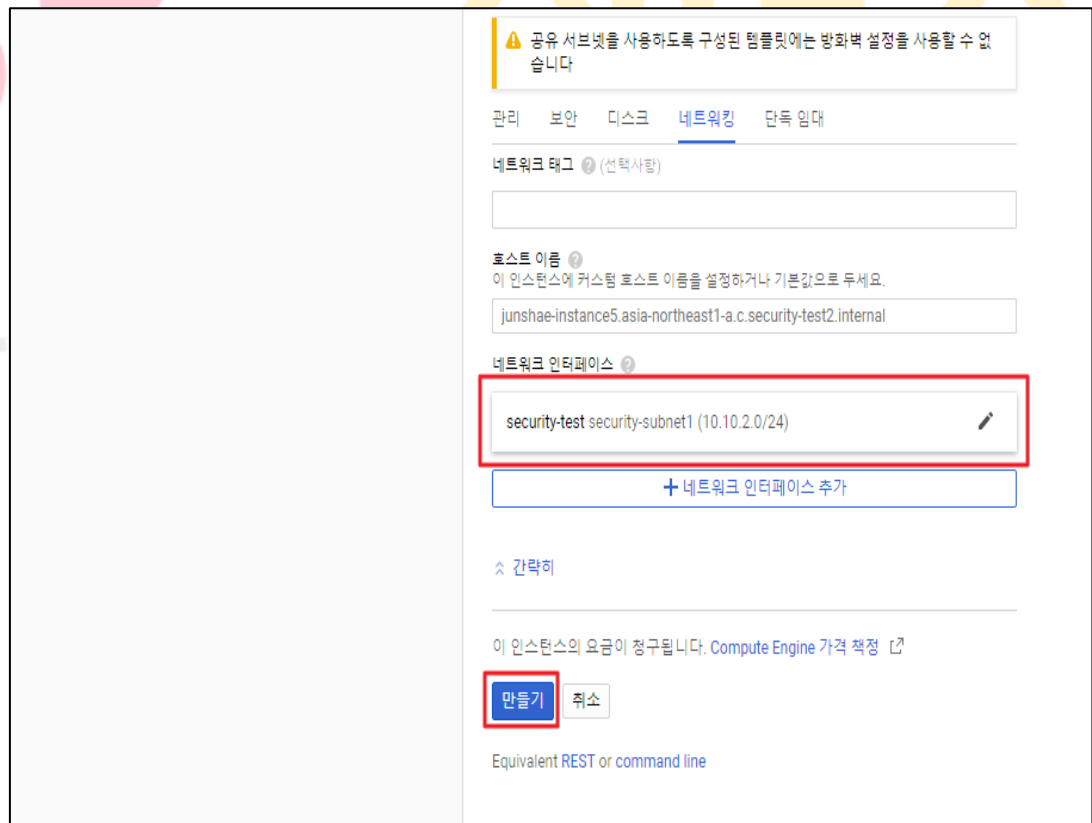 공유 서브넷을 사용하도록 구성된 템플릿에는 방화벽 설정을 사용할 수 없
습니다
관리 보안 디스크 네트워킹 단독 임대
네트워크 태그 (선택사항)
호스트 이름
이 인스턴스에 커스텀 호스트 이름을 설정하거나 기본값으로 두세요.
junshae-instance5.asia-northeast1-a.c.security-test2.internal
네트워크 인터페이스
security-test security-subnet1 (10.10.2.0/24)
+ 네트워크 인터페이스 추가
간략히
이 인스턴스의 요금이 청구됩니다. Compute Engine 가격 책정
만들기 취소
Equivalent REST or command line